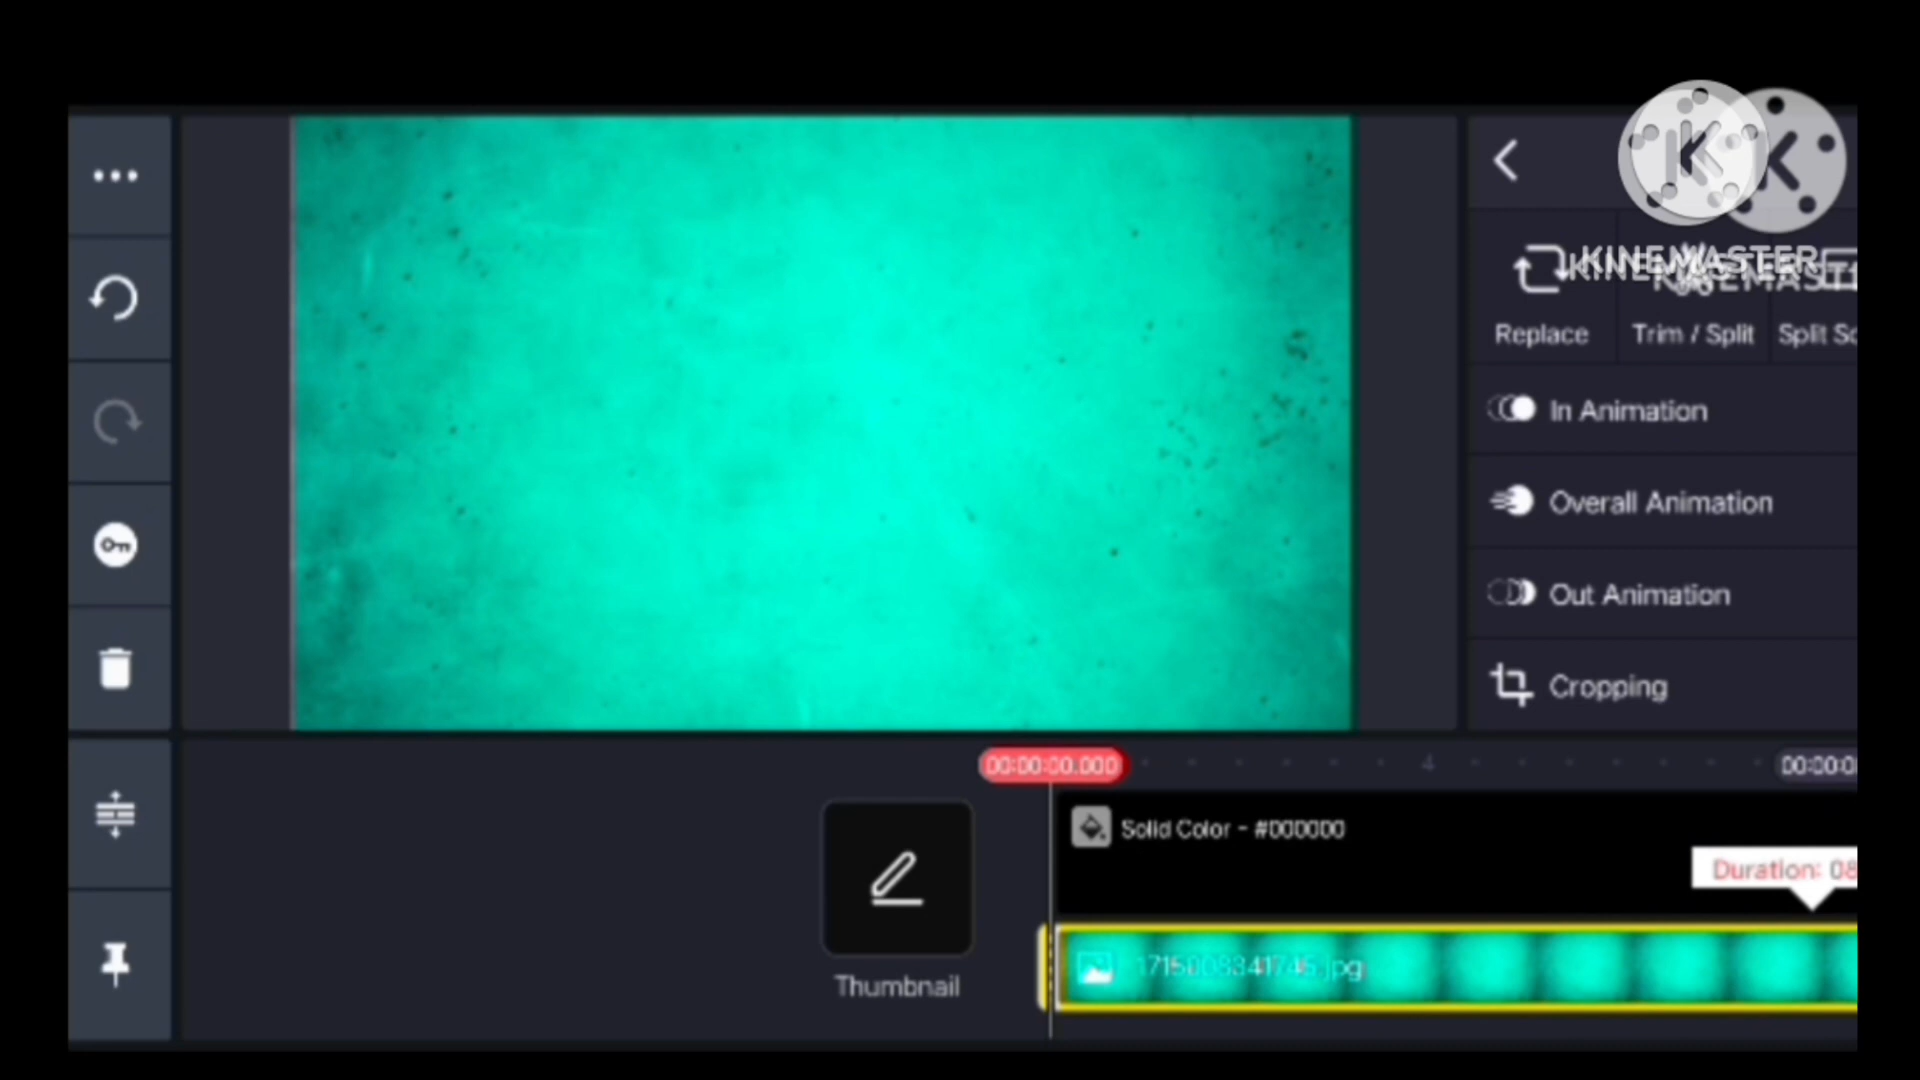 KINEMASTER
KINEMAST
Replace
Trim / Split
Split Sc
In Animation
Overall Animation
Out Animation
Cropping
00:00:00.000
4
00:00:0
Solid Color - #000000
Duration: 08
1715008341745.jpg
Thumbnail